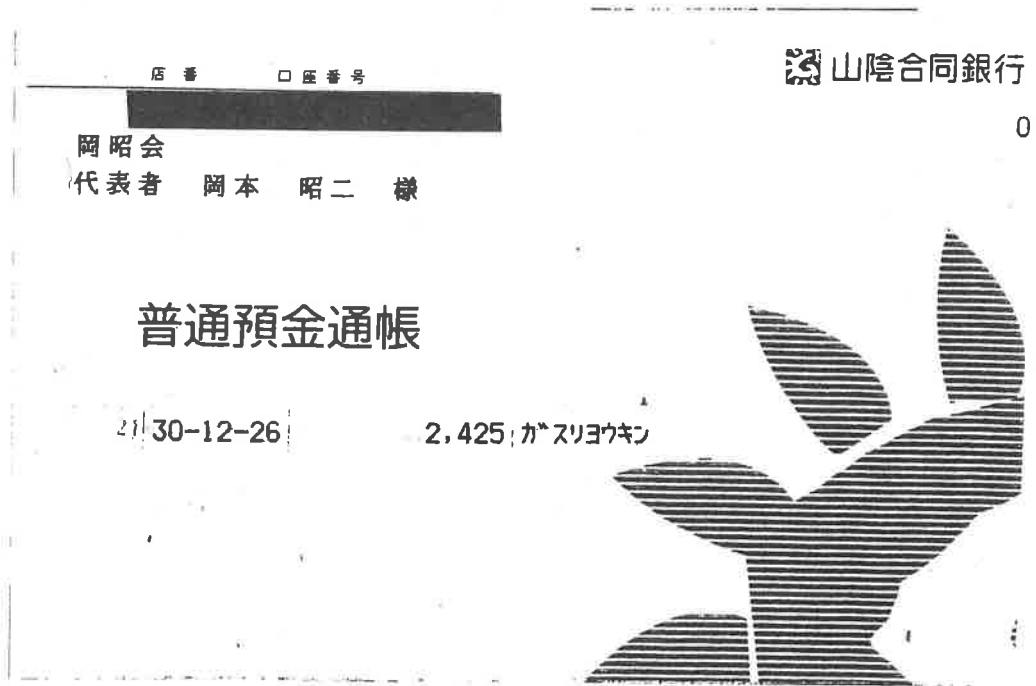 店番 口座番号
山陰合同銀行
0
岡昭会
代表者 岡本 昭二 様
普通預金通帳
21 30-12-26 2,425 ガスリヨウキン